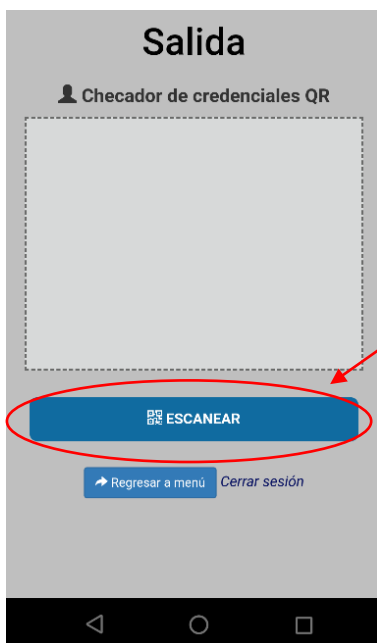 Salida
Checador de credenciales QR
ESCANEAR
Regresar a menú Cerrar sesión